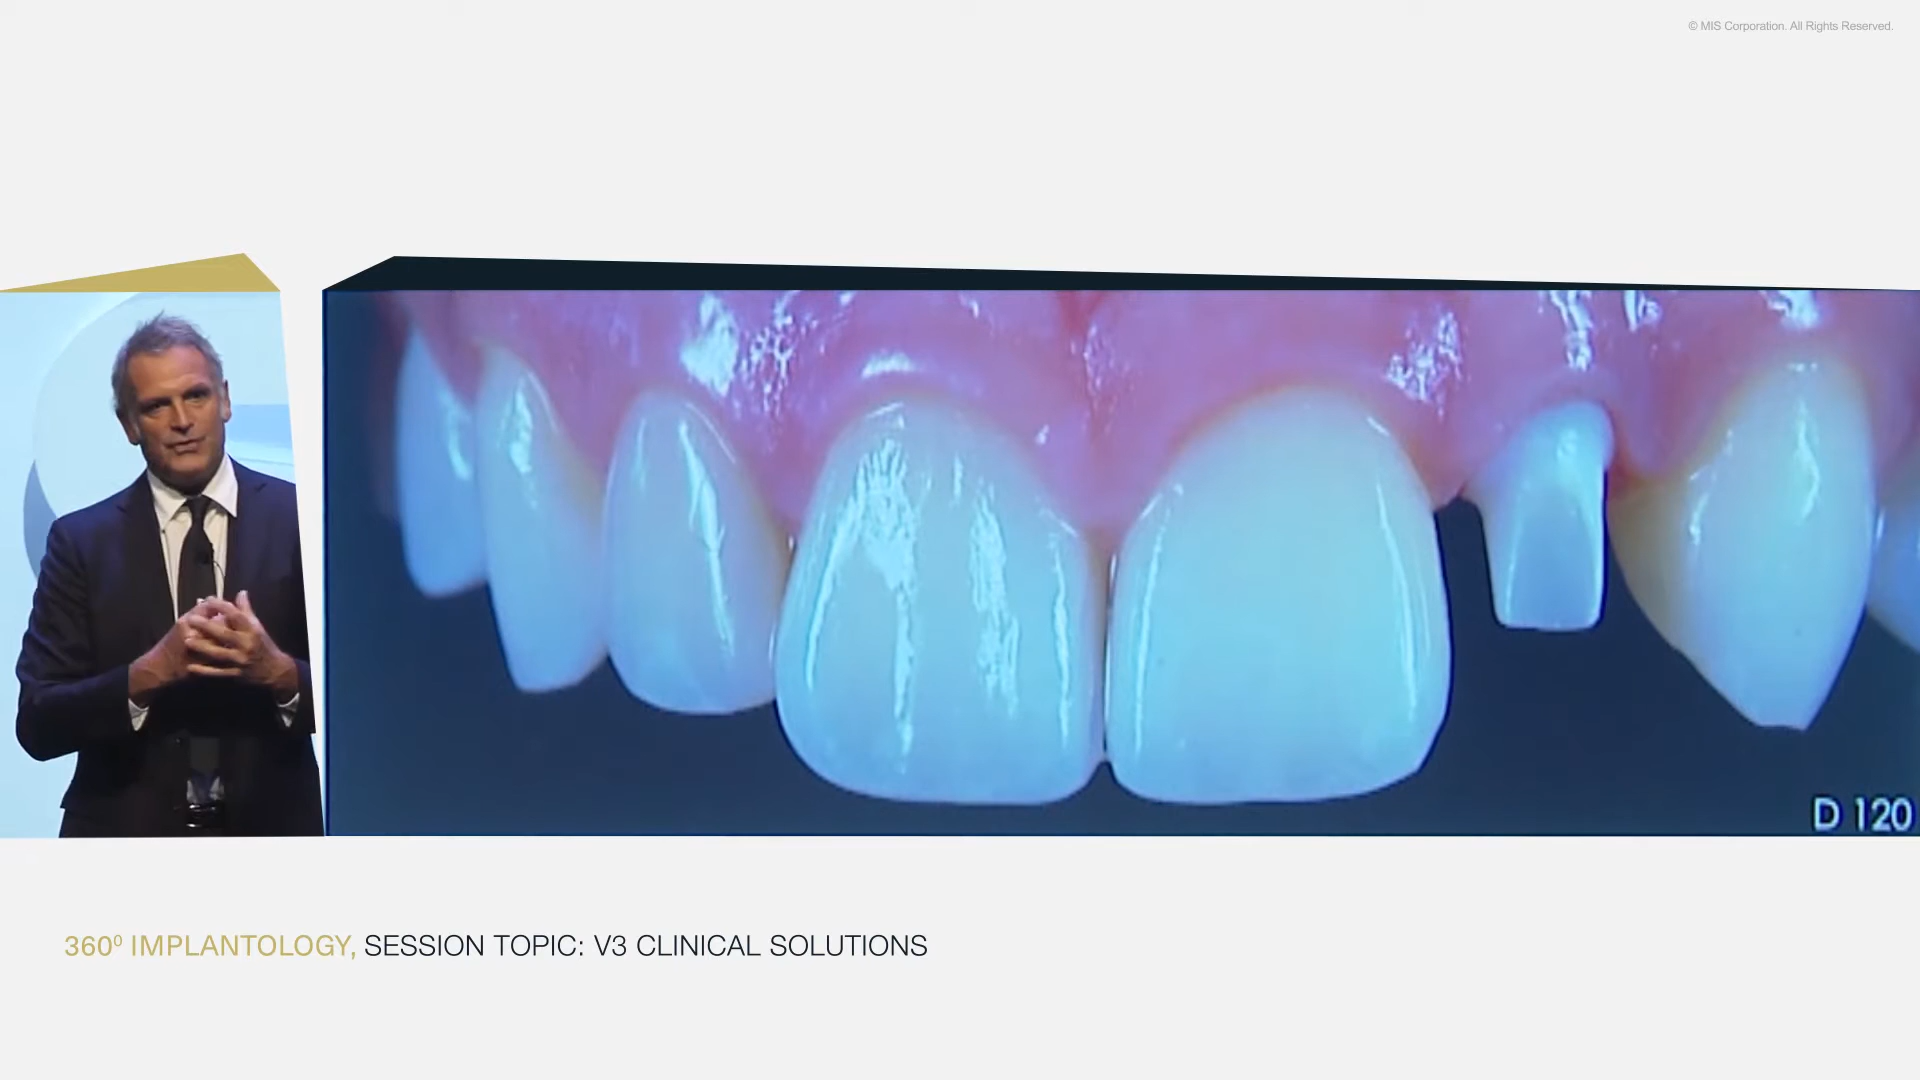 © MIS Corporation. All Rights Reserved.
D 120
360⁰ IMPLANTOLOGY, SESSION TOPIC: V3 CLINICAL SOLUTIONS